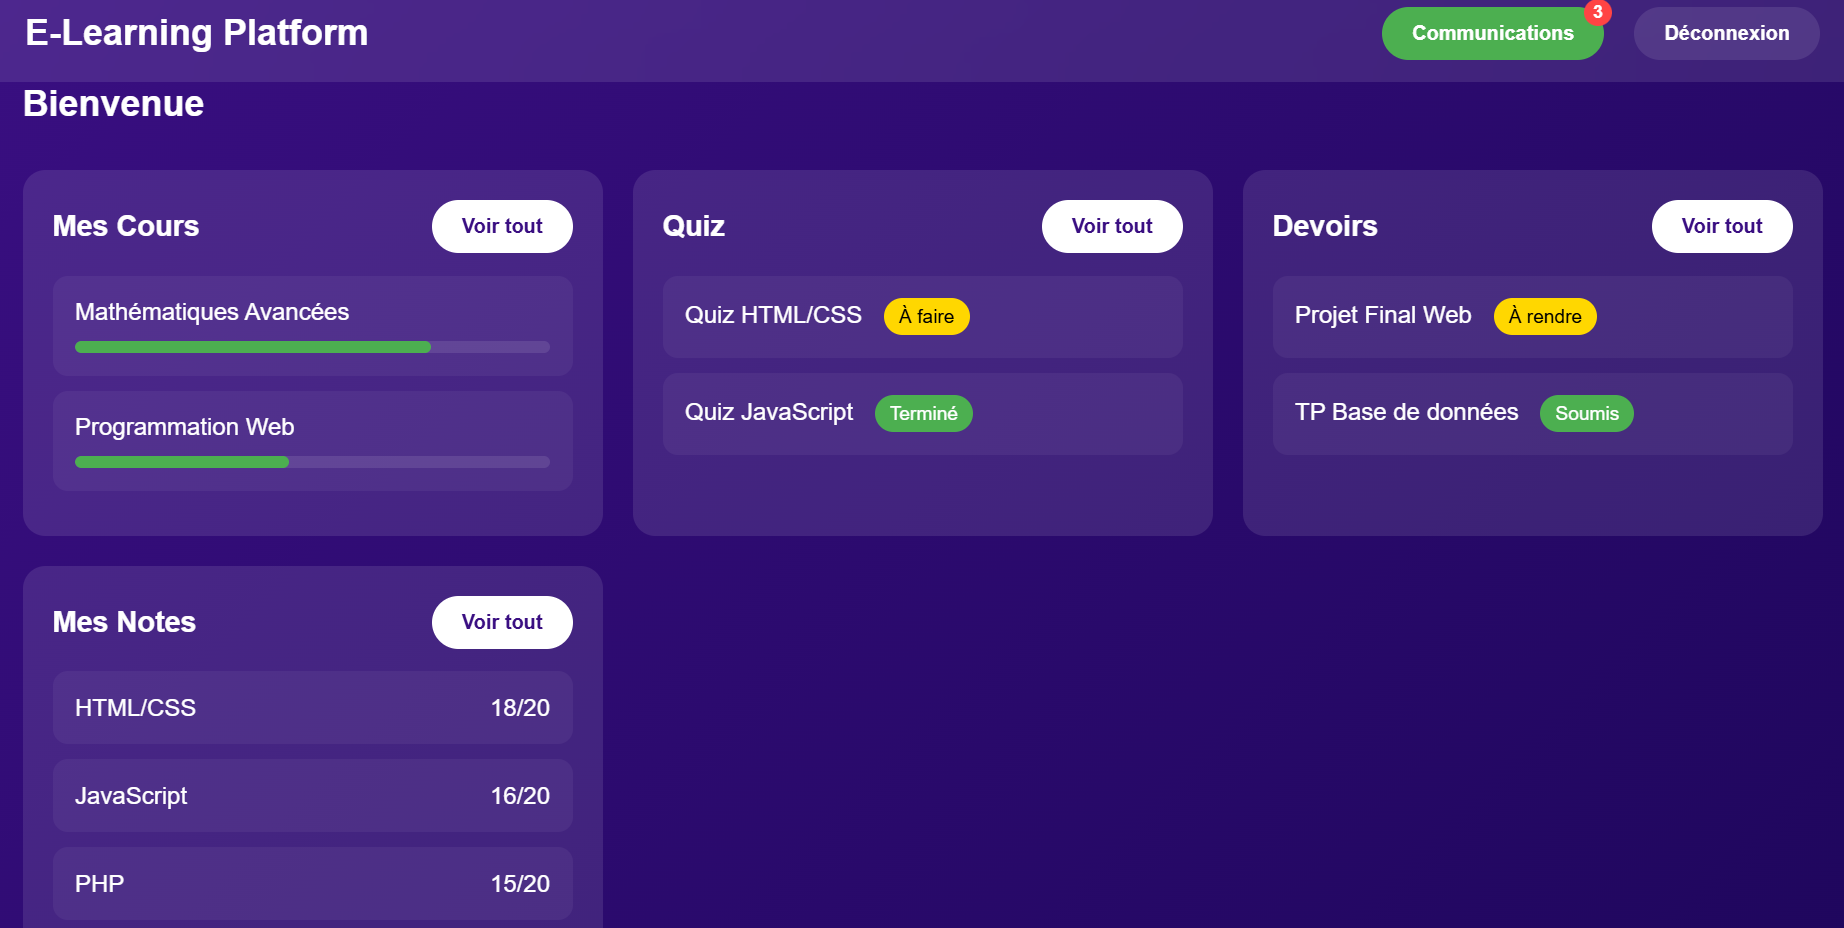 E-Learning Platform
Communications
3
Déconnexion
Bienvenue
Mes Cours
Voir tout
Mathématiques Avancées
Programmation Web
Quiz
Voir tout
Quiz HTML/CSS À faire
Quiz JavaScript Terminé
Devoirs
Voir tout
Projet Final Web À rendre
TP Base de données Soumis
Mes Notes
Voir tout
HTML/CSS 18/20
JavaScript 16/20
PHP 15/20